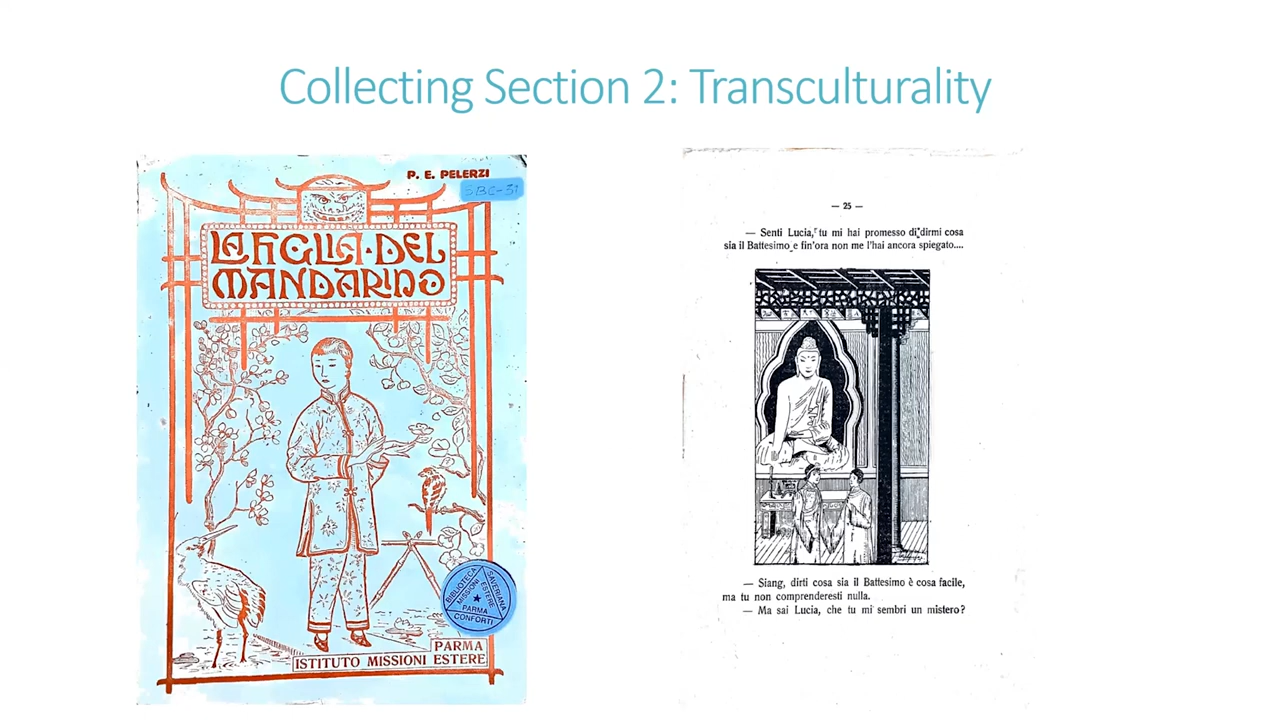 Collecting Section 2: Transculturality
P. E. PELERZI
SBC-31
LA FIGLIA·DEL
MANDARINO
BIBLIOTECA
SAVERIANA
MISSIONI
ESTERE
PARMA
CONFORTI
PARMA
ISTITUTO MISSIONI ESTERE
— 25 —
— Senti Lucia, tu mi hai promesso di dirmi cosa
sia il Battesimo e fin'ora non me l'hai ancora spiegato....
— Siang, dirti cosa sia il Battesimo è cosa facile,
ma tu non comprenderesti nulla.
— Ma sai Lucia, che tu mi sembri un mistero?